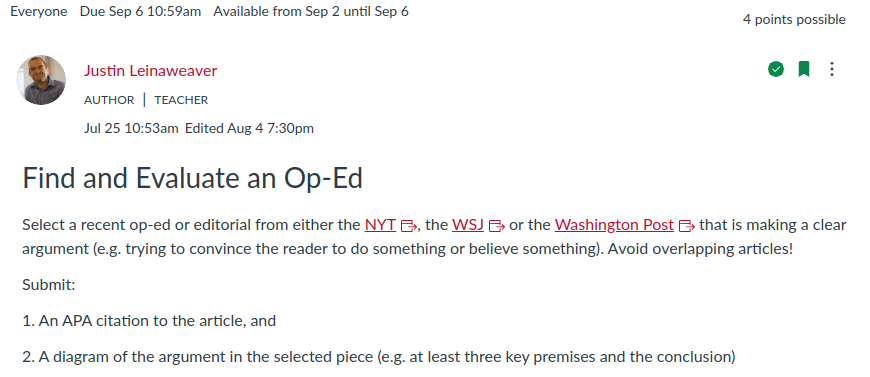 Everyone Due Sep 6 10:59am Available from Sep 2 until Sep 6
4 points possible
Justin Leinaweaver
AUTHOR | TEACHER
Jul 25 10:53am Edited Aug 4 7:30pm
Find and Evaluate an Op-Ed
Select a recent op-ed or editorial from either the NYT, the WSJ or the Washington Post that is making a clear
argument (e.g. trying to convince the reader to do something or believe something). Avoid overlapping articles!
Submit:
1. An APA citation to the article, and
2. A diagram of the argument in the selected piece (e.g. at least three key premises and the conclusion)